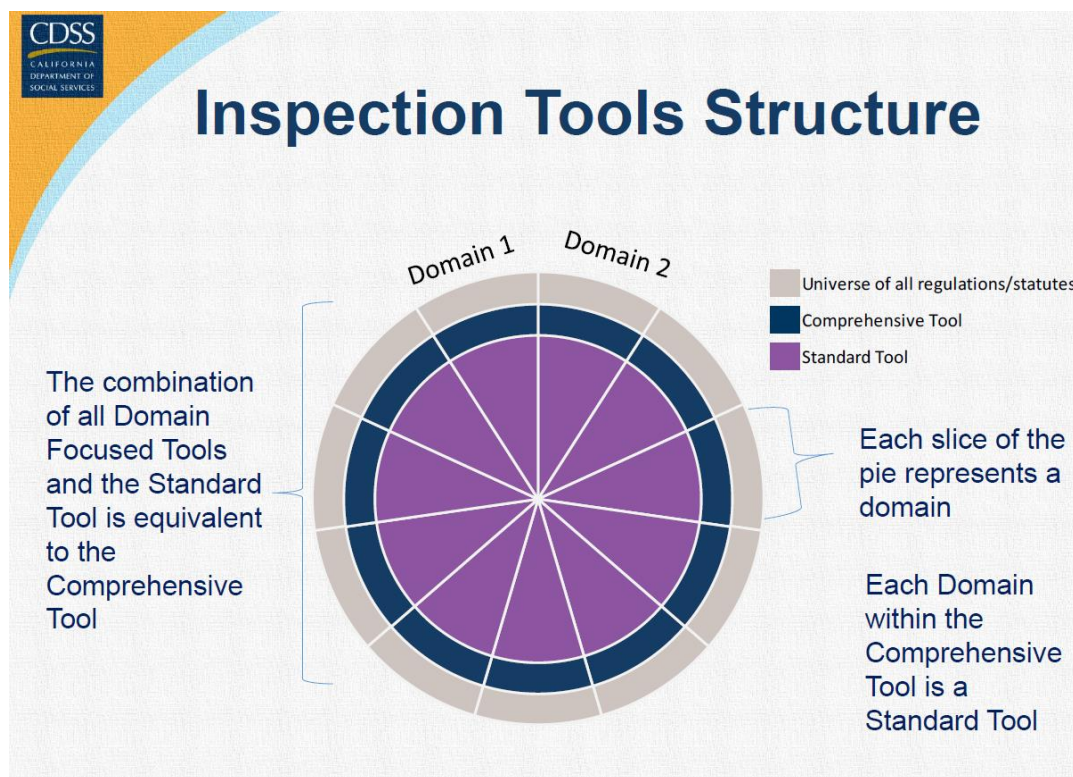 CDSS
CALIFORNIA
DEPARTMENT OF
SOCIAL SERVICES
Inspection Tools Structure
Domain 1
Domain 2
Universe of all regulations/statutes
Comprehensive Tool
Standard Tool
The combination
of all Domain
Focused Tools
and the Standard
Tool is equivalent
to the
Comprehensive
Tool
Each slice of the
pie represents a
domain
Each Domain
within the
Comprehensive
Tool is a
Standard Tool